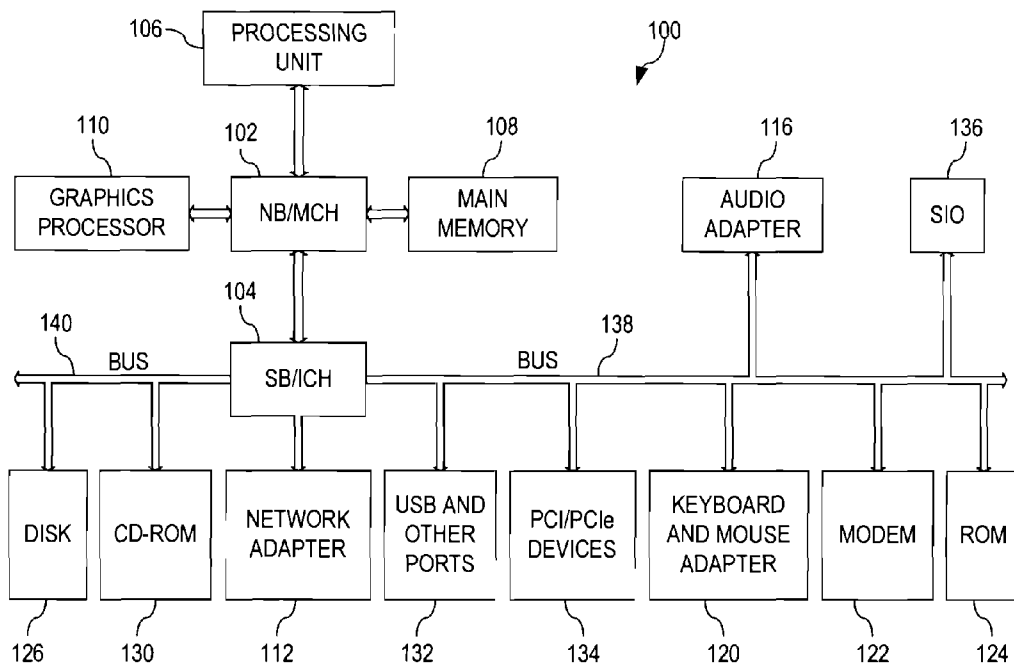 106
PROCESSING
UNIT
100
110
102
108
116
136
GRAPHICS
PROCESSOR
NB/MCH
MAIN
MEMORY
AUDIO
ADAPTER
SIO
104
140
BUS
SB/ICH
BUS
138
DISK
CD-ROM
NETWORK
ADAPTER
USB AND
OTHER
PORTS
PCI/PCIe
DEVICES
KEYBOARD
AND MOUSE
ADAPTER
MODEM
ROM
126
130
112
132
134
120
122
124